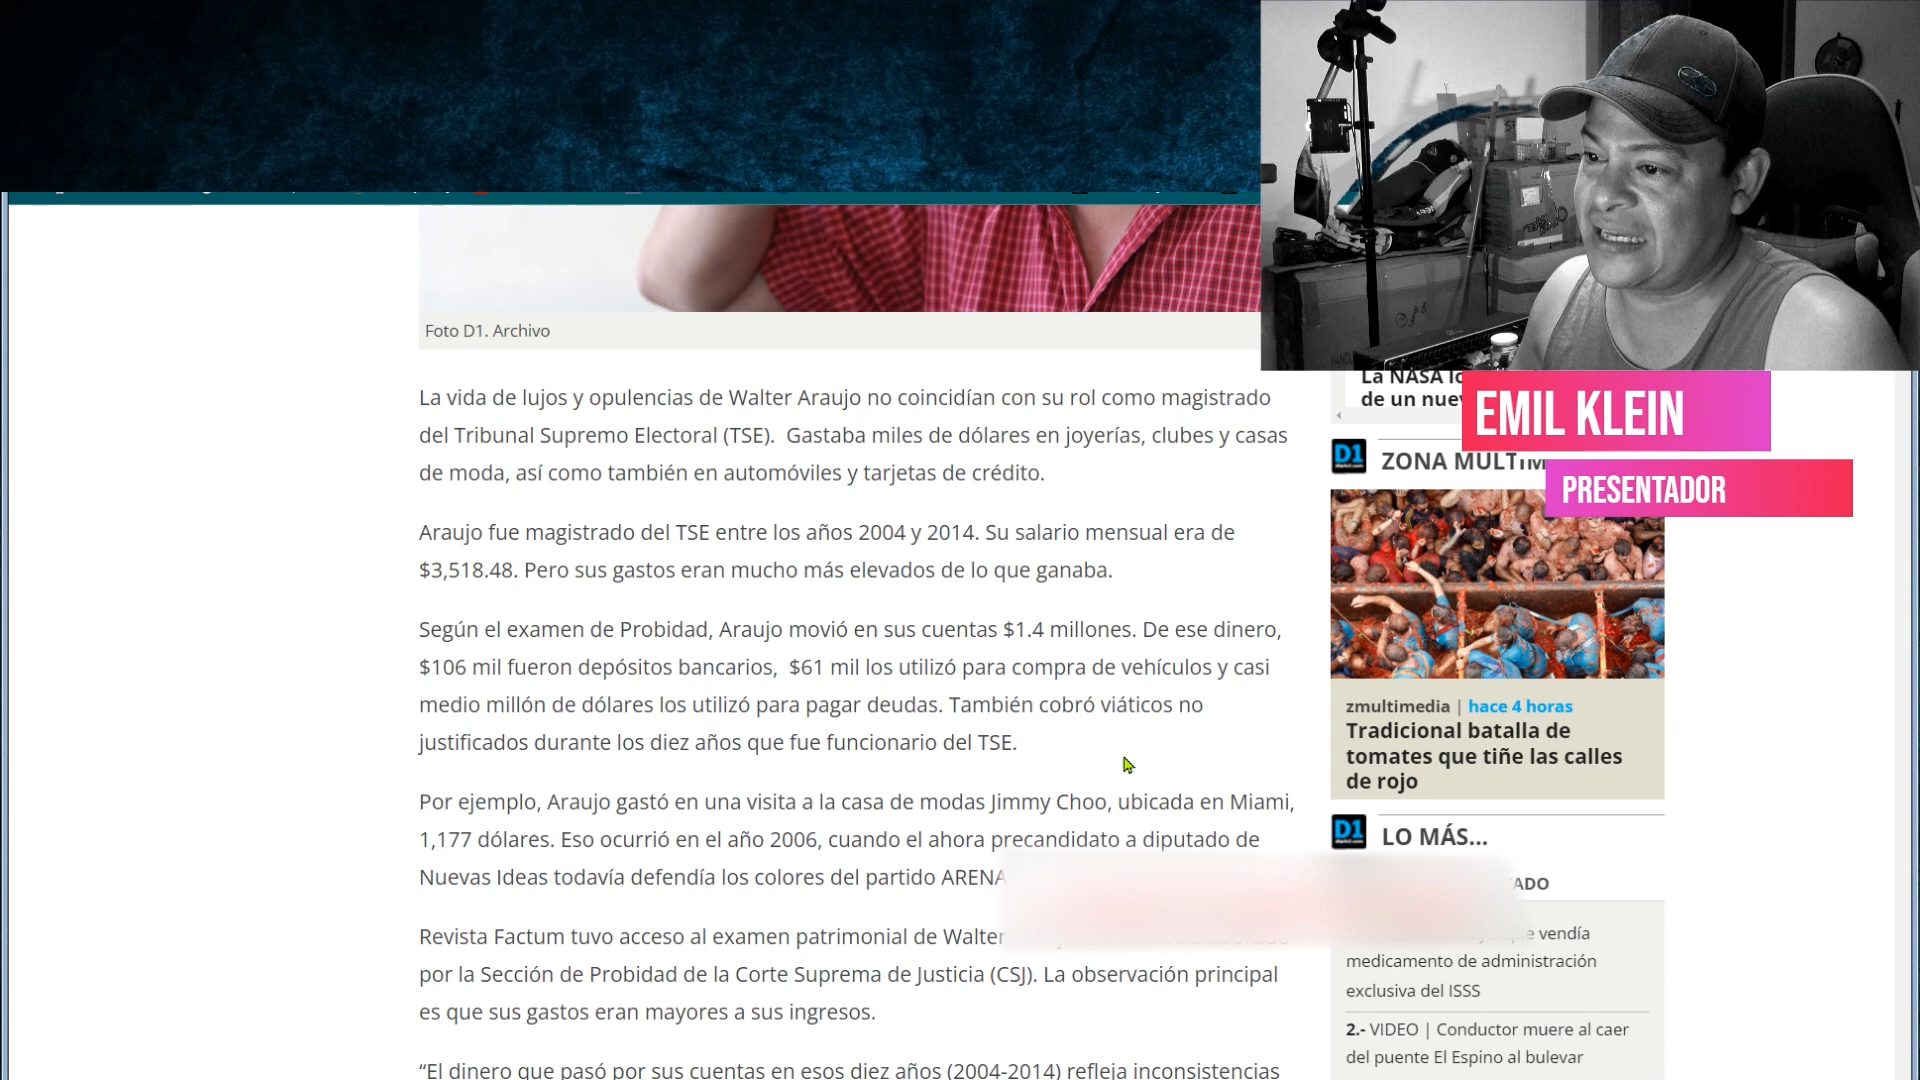 Foto D1. Archivo
La vida de lujos y opulencias de Walter Araujo no coincidían con su rol como magistrado
del Tribunal Supremo Electoral (TSE).  Gastaba miles de dólares en joyerías, clubes y casas
de moda, así como también en automóviles y tarjetas de crédito.
Araujo fue magistrado del TSE entre los años 2004 y 2014. Su salario mensual era de
$3,518.48. Pero sus gastos eran mucho más elevados de lo que ganaba.
Según el examen de Probidad, Araujo movió en sus cuentas $1.4 millones. De ese dinero,
$106 mil fueron depósitos bancarios,  $61 mil los utilizó para compra de vehículos y casi
medio millón de dólares los utilizó para pagar deudas. También cobró viáticos no
justificados durante los diez años que fue funcionario del TSE.
Por ejemplo, Araujo gastó en una visita a la casa de modas Jimmy Choo, ubicada en Miami,
1,177 dólares. Eso ocurrió en el año 2006, cuando el ahora precandidato a diputado de
Nuevas Ideas todavía defendía los colores del partido ARENA
Revista Factum tuvo acceso al examen patrimonial de Walter
por la Sección de Probidad de la Corte Suprema de Justicia (CSJ). La observación principal
es que sus gastos eran mayores a sus ingresos.
“El dinero que pasó por sus cuentas en esos diez años (2004-2014) refleja inconsistencias
La NASA
de un
EMIL KLEIN
PRESENTADOR
D1
ZONA
zmultimedia | hace 4 horas
Tradicional batalla de
tomates que tiñe las calles
de rojo
D1
LO MÁS...
que vendía
medicamento de administración
exclusiva del ISSS
2.- VIDEO | Conductor muere al caer
del puente El Espino al bulevar